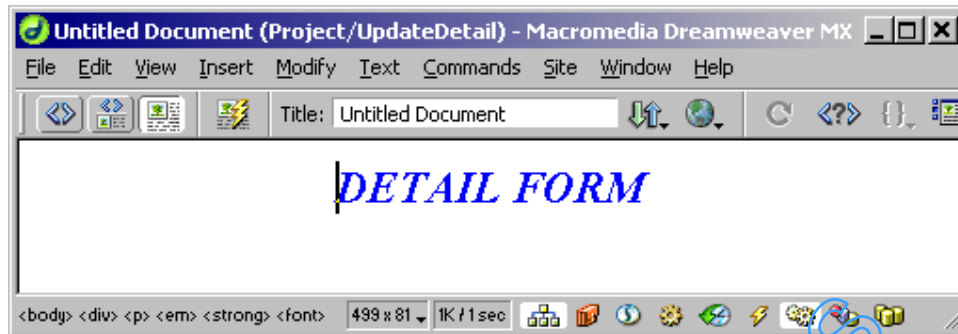 Untitled Document (Project/UpdateDetail) - Macromedia Dreamweaver MX
File Edit View Insert Modify Text Commands Site Window Help
Title: Untitled Document
DETAIL FORM
<body> <div> <p> <em> <strong> <font> 499 x 81 1K / 1 sec